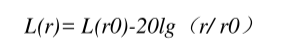 L(r)= L(r0)-20lg（r/ r0）